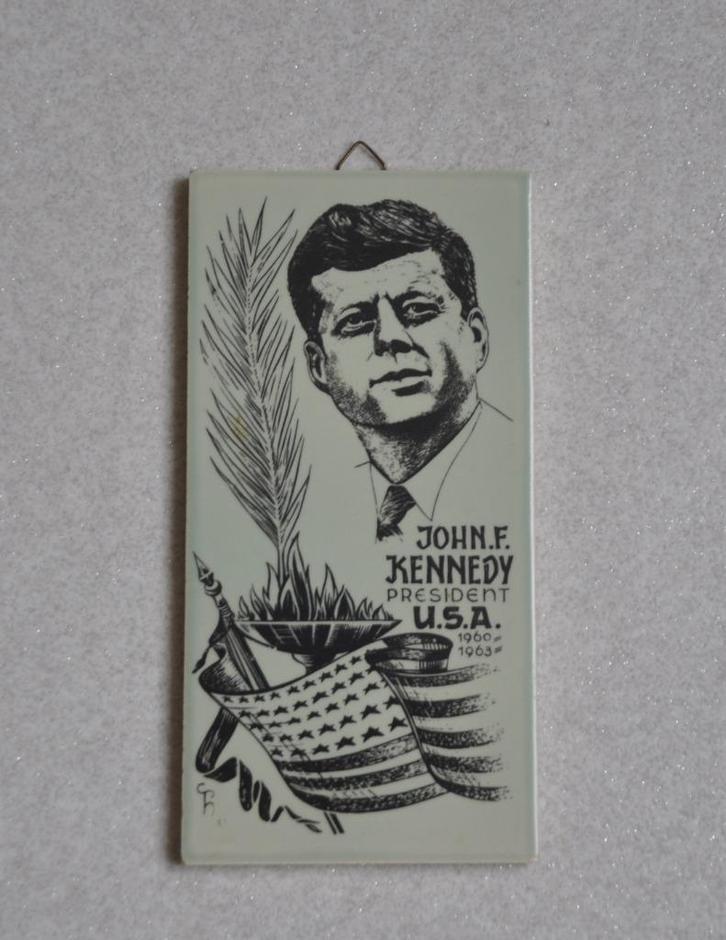 JOHN.F.
KENNEDY
PRESIDENT
U.S.A.
1960=
1963=